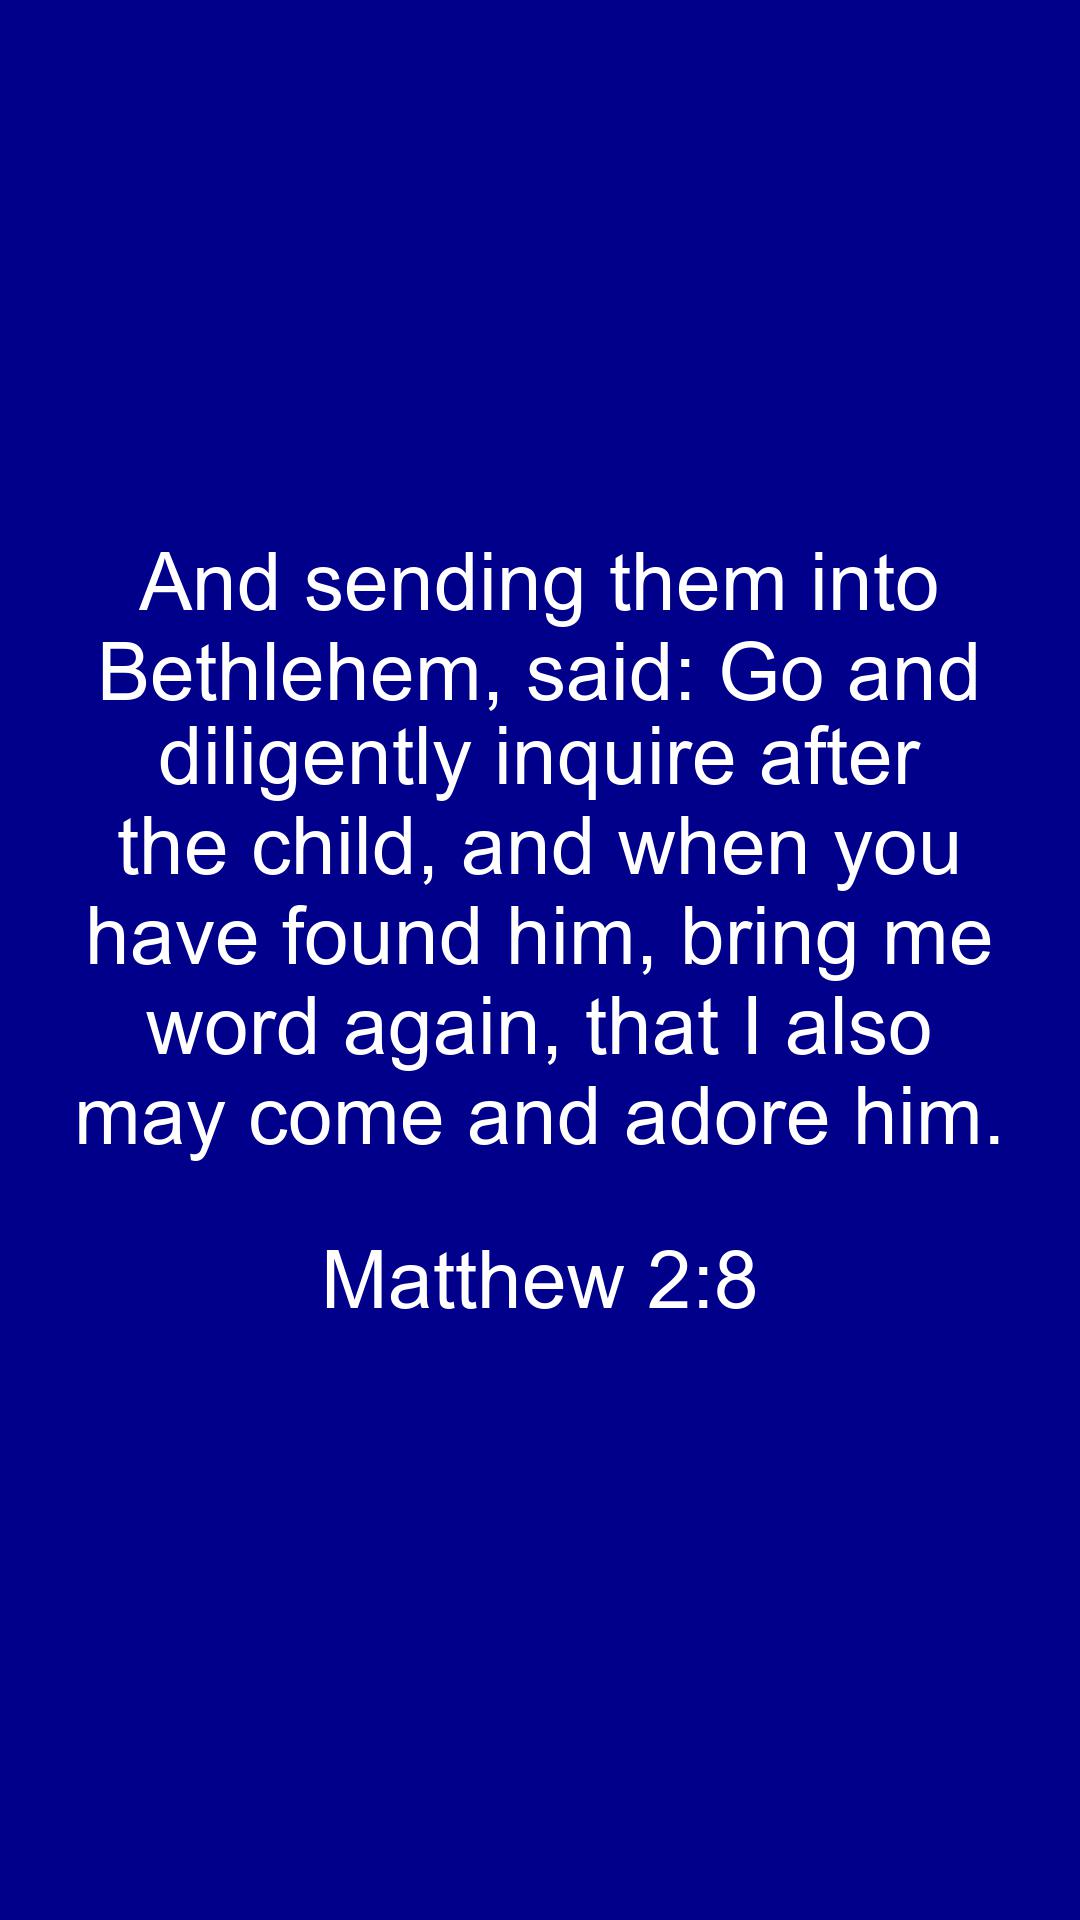 And sending them into
Bethlehem, said: Go and
diligently inquire after
the child, and when you
have found him, bring me
word again, that I also
may come and adore him.
Matthew 2:8